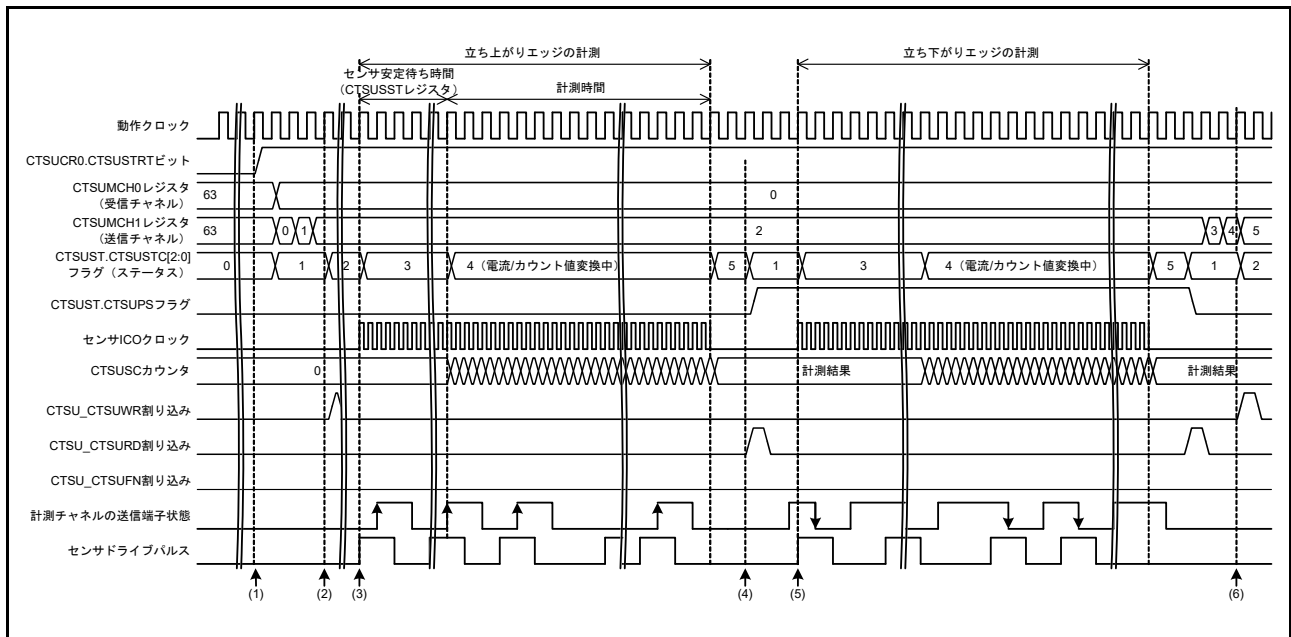 立ち上がりエッジの計測
立ち下がりエッジの計測
センサ安定待ち時間
(CTSUSSTレジスタ)
計測時間
動作クロック
CTSUCR0.CTSUSTRTビット
CTSUMCH0レジスタ
(受信チャネル)
63
0
CTSUMCH1レジスタ
(送信チャネル)
63
0
1
2
3
4
5
CTSUST.CTSUSTC[2:0]
フラグ(ステータス)
0
1
2
3
4(電流/カウント値変換中)
5
1
3
4(電流/カウント値変換中)
5
1
2
CTSUST.CTSUPSフラグ
センサICOクロック
CTSUSCカウンタ
0
計測結果
計測結果
CTSU_CTSUWR割り込み
CTSU_CTSURD割り込み
CTSU_CTSUFN割り込み
計測チャネルの送信端子状態
センサドライブパルス
(1)
(2)
(3)
(4)
(5)
(6)